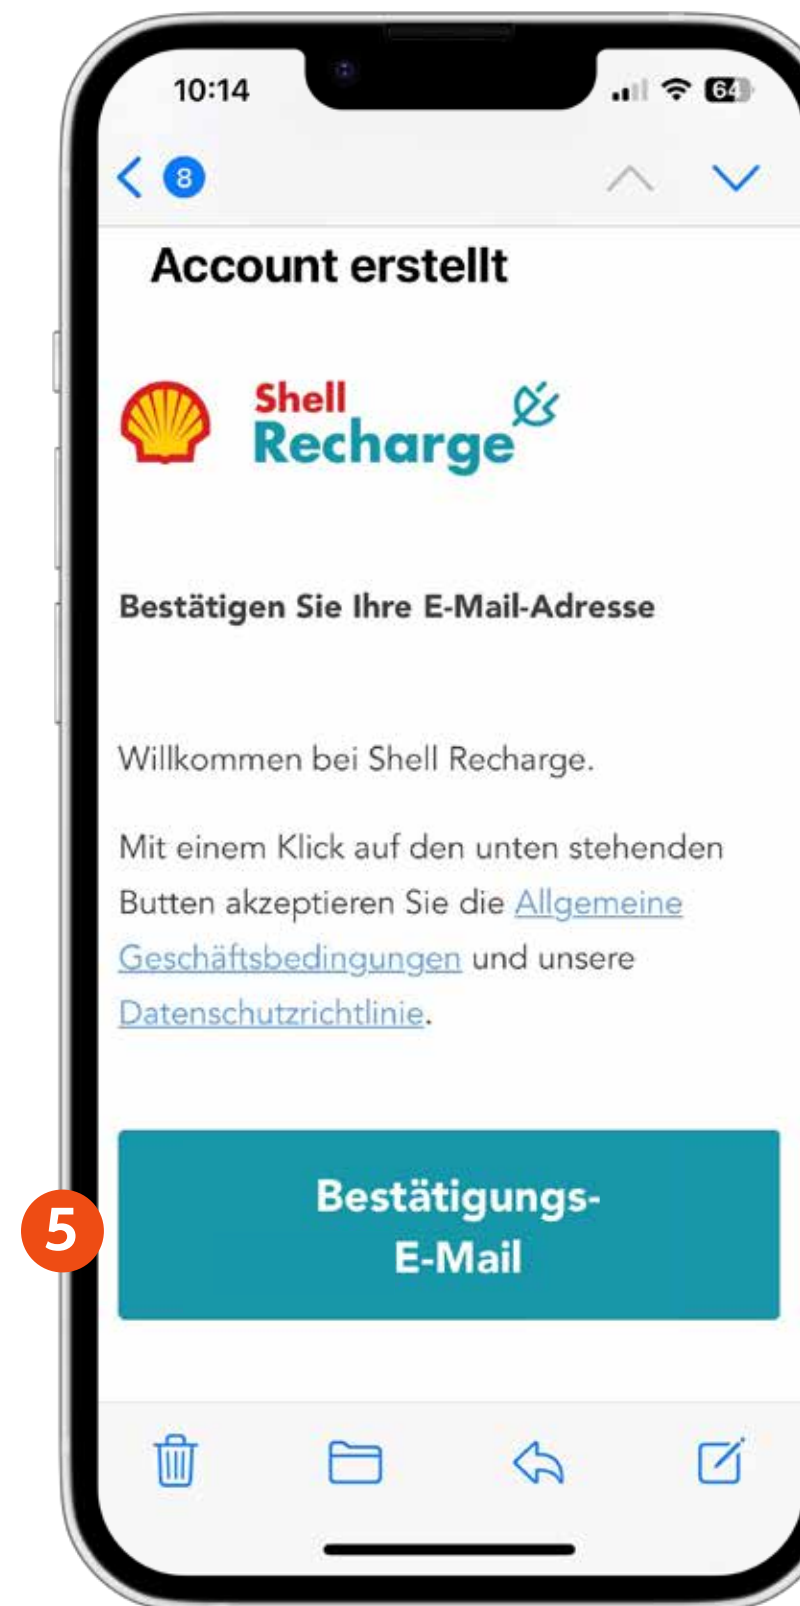 10:14
64
8
Account erstellt
Shell
Recharge
Bestätigen Sie Ihre E-Mail-Adresse
Willkommen bei Shell Recharge.
Mit einem Klick auf den unten stehenden
Butten akzeptieren Sie die Allgemeine
Geschäftsbedingungen und unsere
Datenschutzrichtlinie.
5
Bestätigungs-
E-Mail